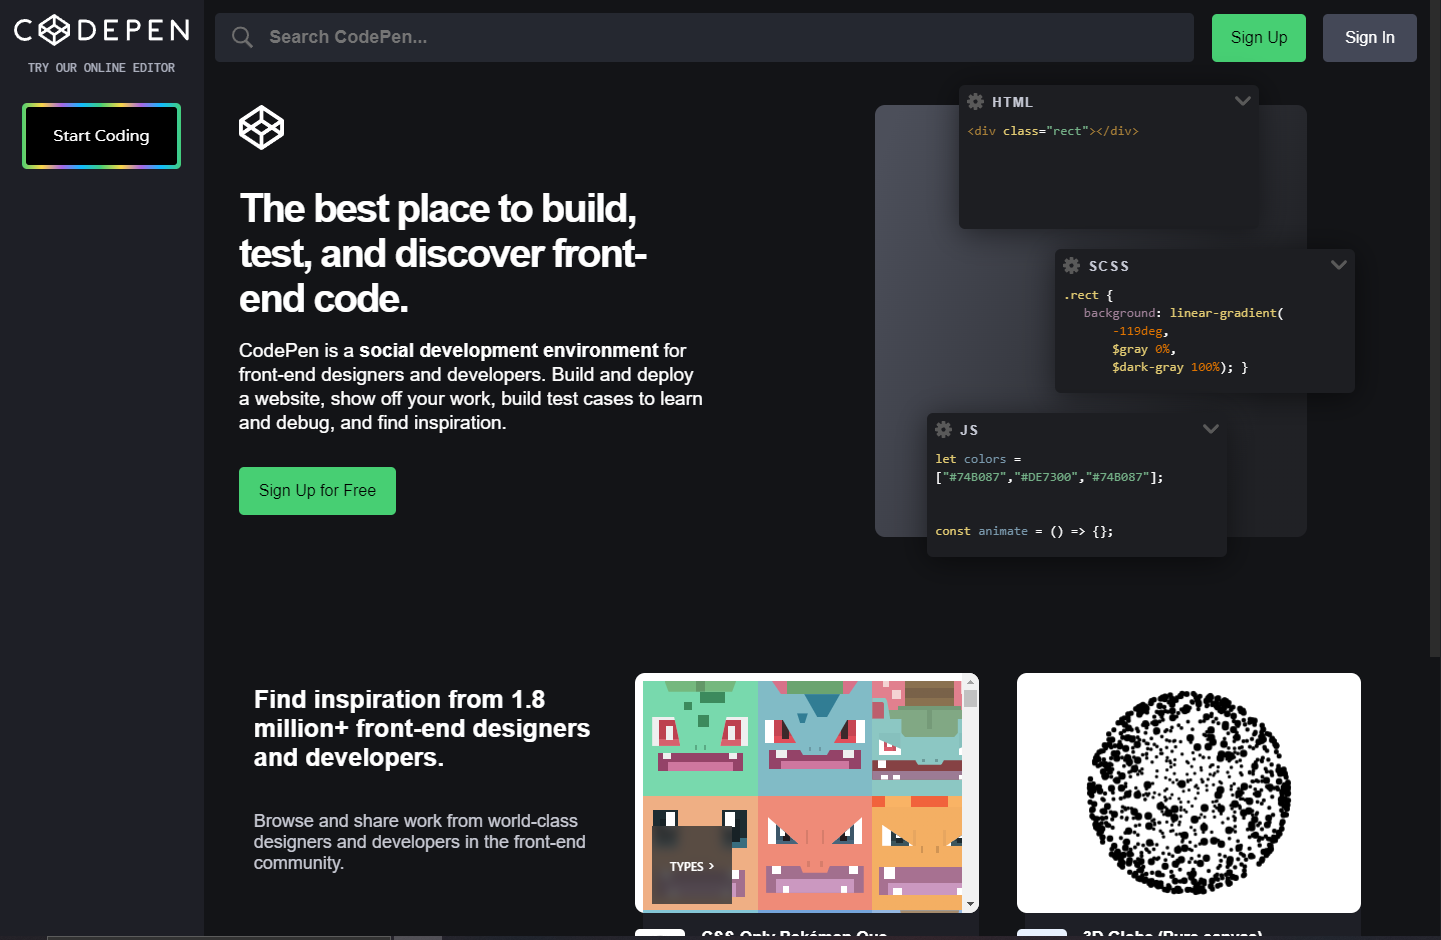 CODEPEN
TRY OUR ONLINE EDITOR
Start Coding
Search CodePen...
Sign Up
Sign In
The best place to build,
test, and discover front-
end code.
CodePen is a social development environment for
front-end designers and developers. Build and deploy
a website, show off your work, build test cases to learn
and debug, and find inspiration.
Sign Up for Free
HTML
<div class="rect"></div>
SCSS
.rect {
background: linear-gradient(
-119deg,
$gray 0%,
$dark-gray 100%); }
JS
let colors =
["#74B087","#DE7300","#74B087"];
const animate = () => {};
Find inspiration from 1.8
million+ front-end designers
and developers.
Browse and share work from world-class
designers and developers in the front-end
community.
TYPES >
CSS Only Pokémon Que
3D Globe (Pure canvas)